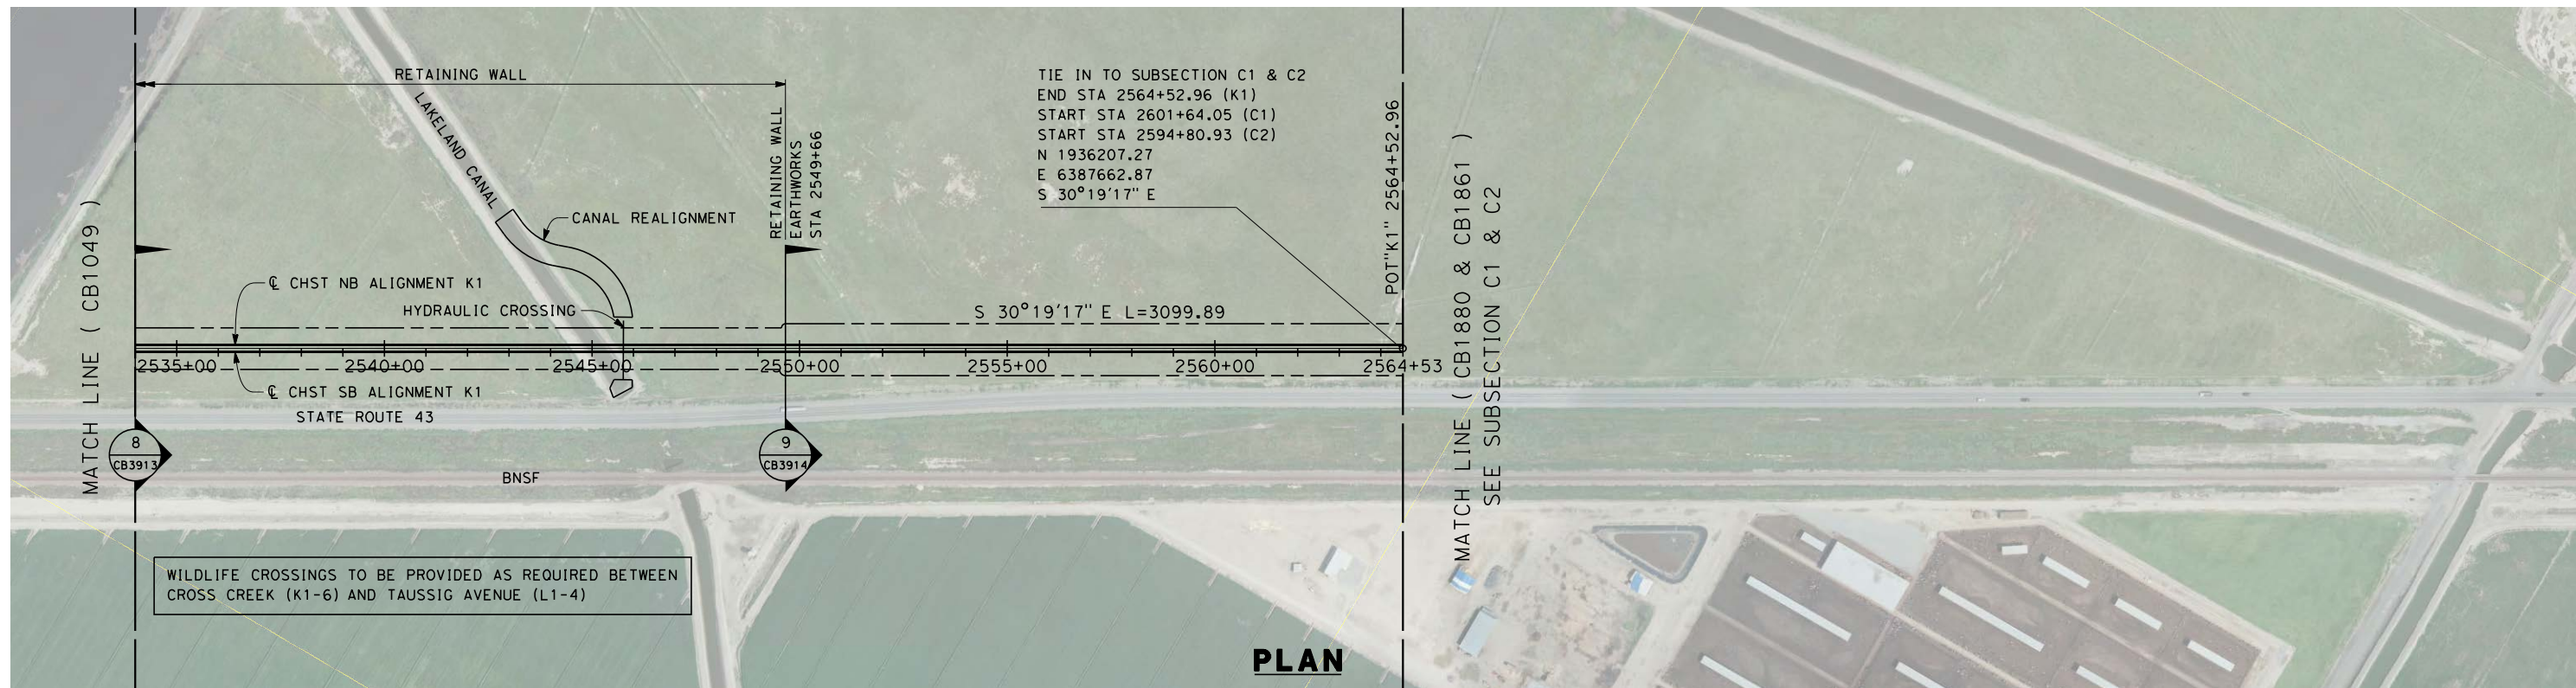 RETAINING WALL
LAKELAND CANAL
CANAL REALIGNMENT
RETAINING WALL
EARTHWORKS
STA 2549+66
TIE IN TO SUBSECTION C1 & C2
END STA 2564+52.96 (K1)
START STA 2601+64.05 (C1)
START STA 2594+80.93 (C2)
N 1936207.27
E 6387662.87
S 30°19'17" E
POT"K1" 2564+52.96
MATCH LINE ( CB1049 )
MATCH LINE ( CB1880 & CB1861 )
SEE SUBSECTION C1 & C2
℄ CHST NB ALIGNMENT K1
HYDRAULIC CROSSING
S 30°19'17" E L=3099.89
2535+00 2540+00 2545+00 2550+00 2555+00 2560+00 2564+53
℄ CHST SB ALIGNMENT K1
STATE ROUTE 43
8
CB3913
9
CB3914
BNSF
WILDLIFE CROSSINGS TO BE PROVIDED AS REQUIRED BETWEEN
CROSS CREEK (K1-6) AND TAUSSIG AVENUE (L1-4)
PLAN